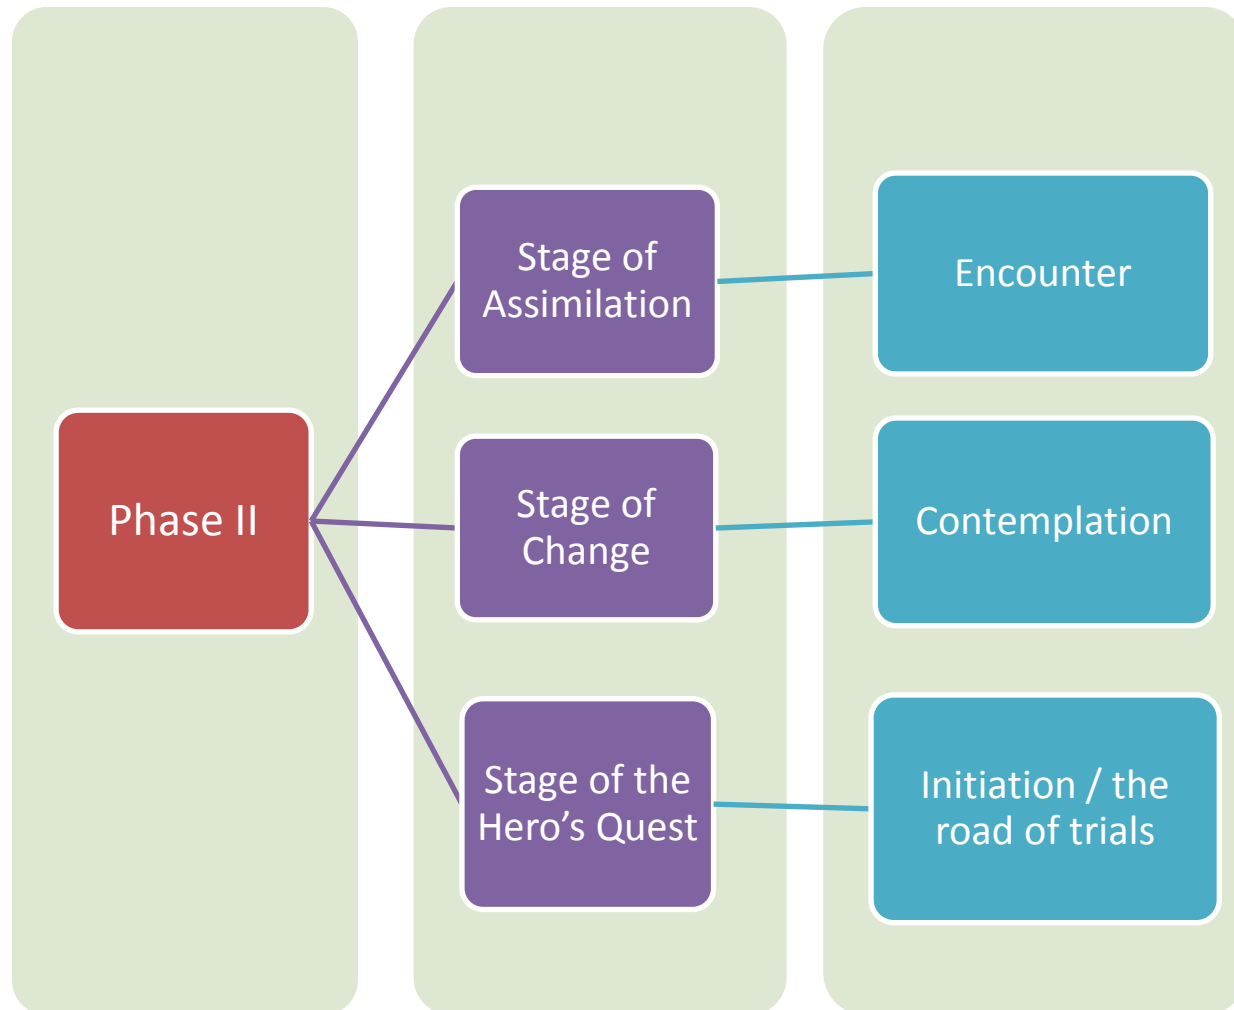 Phase II
Stage of
Assimilation
Encounter
Stage of
Change
Contemplation
Stage of the
Hero’s Quest
Initiation / the
road of trials